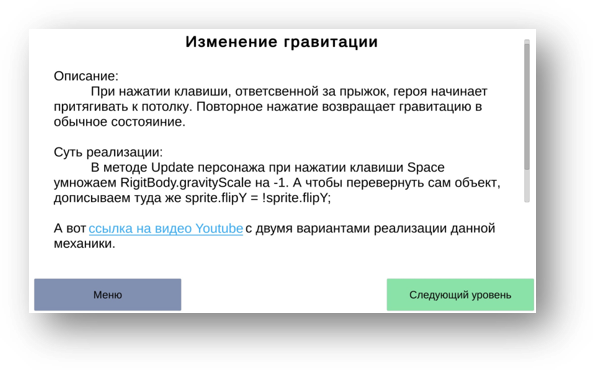 Изменение гравитации
Описание:
При нажатии клавиши, ответсвенной за прыжок, героя начинает
притягивать к потолку. Повторное нажатие возвращает гравитацию в
обычное состояние.
Суть реализации:
В методе Update персонажа при нажатии клавиши Space
умножаем RigitBody.gravityScale на -1. А чтобы перевернуть сам объект,
дописываем туда же sprite.flipY = !sprite.flipY;
А вот ссылка на видео Youtube с двумя вариантами реализации данной
механики.
Меню
Следующий уровень